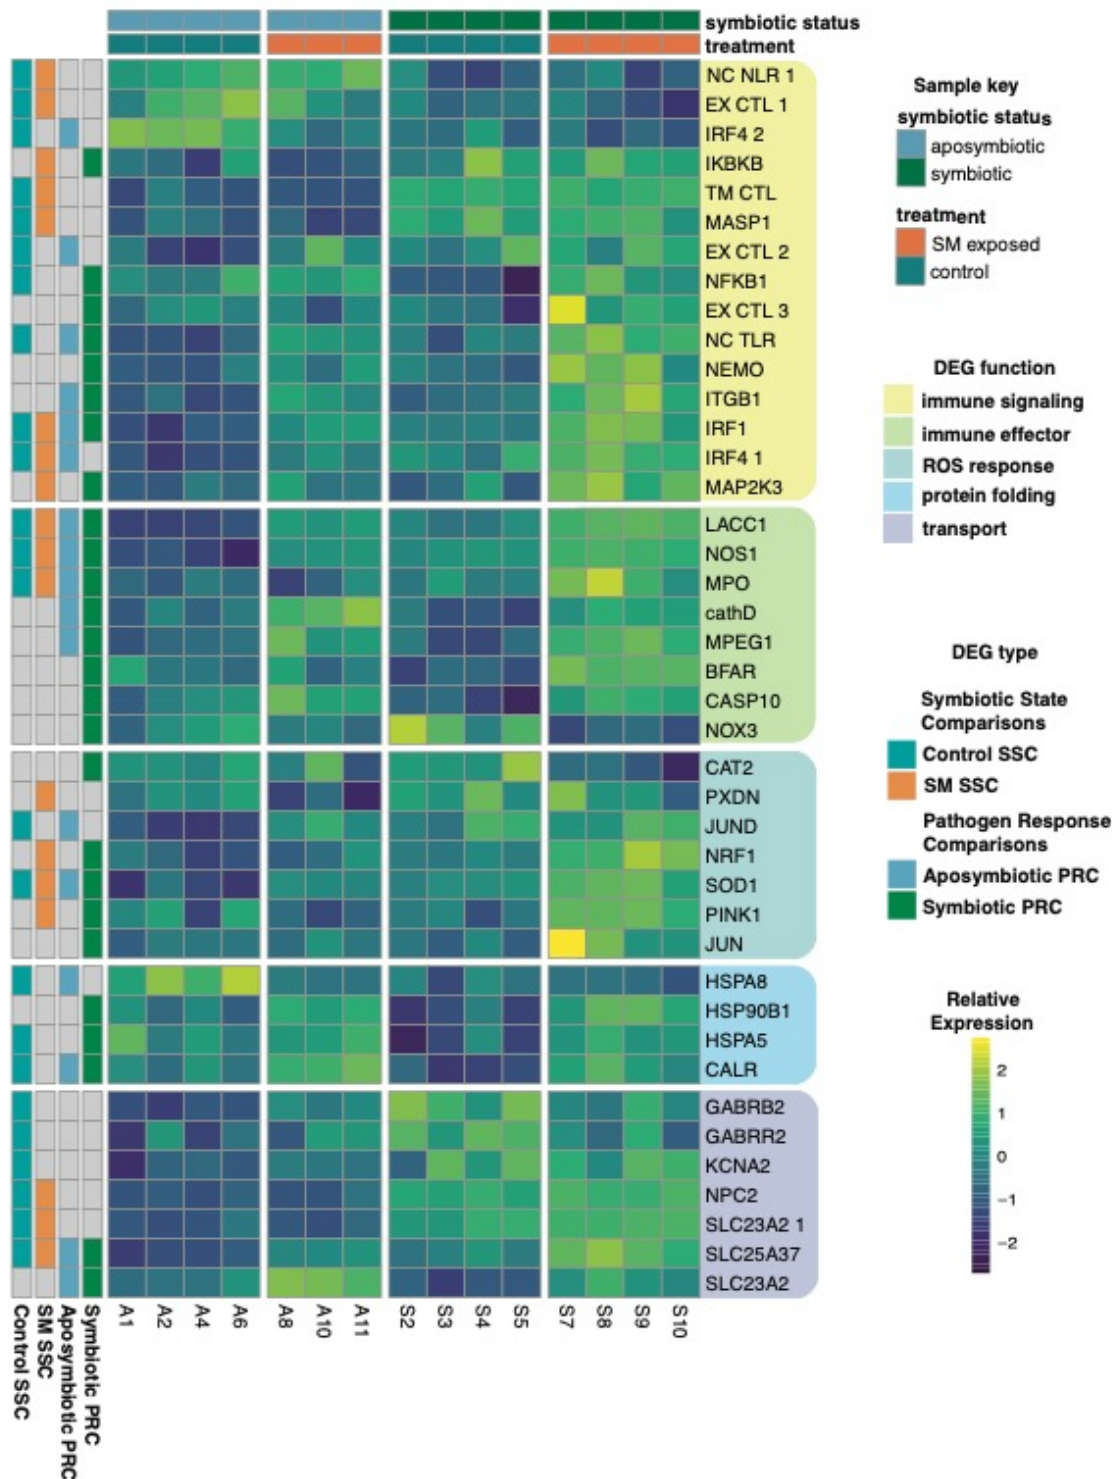 symbiotic status
treatment
NC NLR 1
EX CTL 1
IRF4 2
IKBKB
TM CTL
MASP1
EX CTL 2
NFKB1
EX CTL 3
NC TLR
NEMO
ITGB1
IRF1
IRF4 1
MAP2K3
LACC1
NOS1
MPO
cathD
MPEG1
BFAR
CASP10
NOX3
CAT2
PXDN
JUND
NRF1
SOD1
PINK1
JUN
HSPA8
HSP90B1
HSPA5
CALR
GABRB2
GABRR2
KCNA2
NPC2
SLC23A2 1
SLC25A37
SLC23A2
Control SSC
SM SSC
Aposymbiotic PRC
Symbiotic PRC
A1 A2 A4 A6 A8 A10 A11 S2 S3 S4 S5 S7 S8 S9 S10
Sample key
symbiotic status
aposymbiotic
symbiotic
treatment
SM exposed
control
DEG function
immune signaling
immune effector
ROS response
protein folding
transport
DEG type
Symbiotic State
Comparisons
Control SSC
SM SSC
Pathogen Response
Comparisons
Aposymbiotic PRC
Symbiotic PRC
Relative
Expression
2
1
0
−1
−2